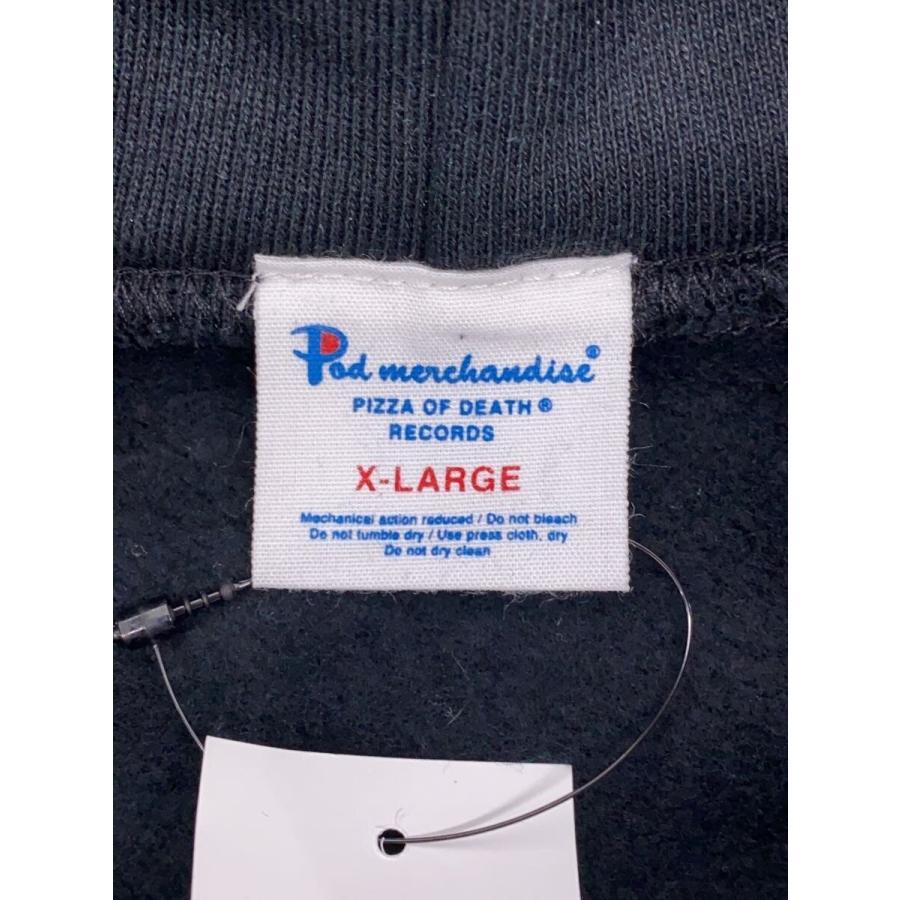 Pod merchandise®
PIZZA OF DEATH ®
RECORDS
X-LARGE
Mechanical action reduced / Do not bleach
Do not tumble dry / Use press cloth. dry
Do not dry clean